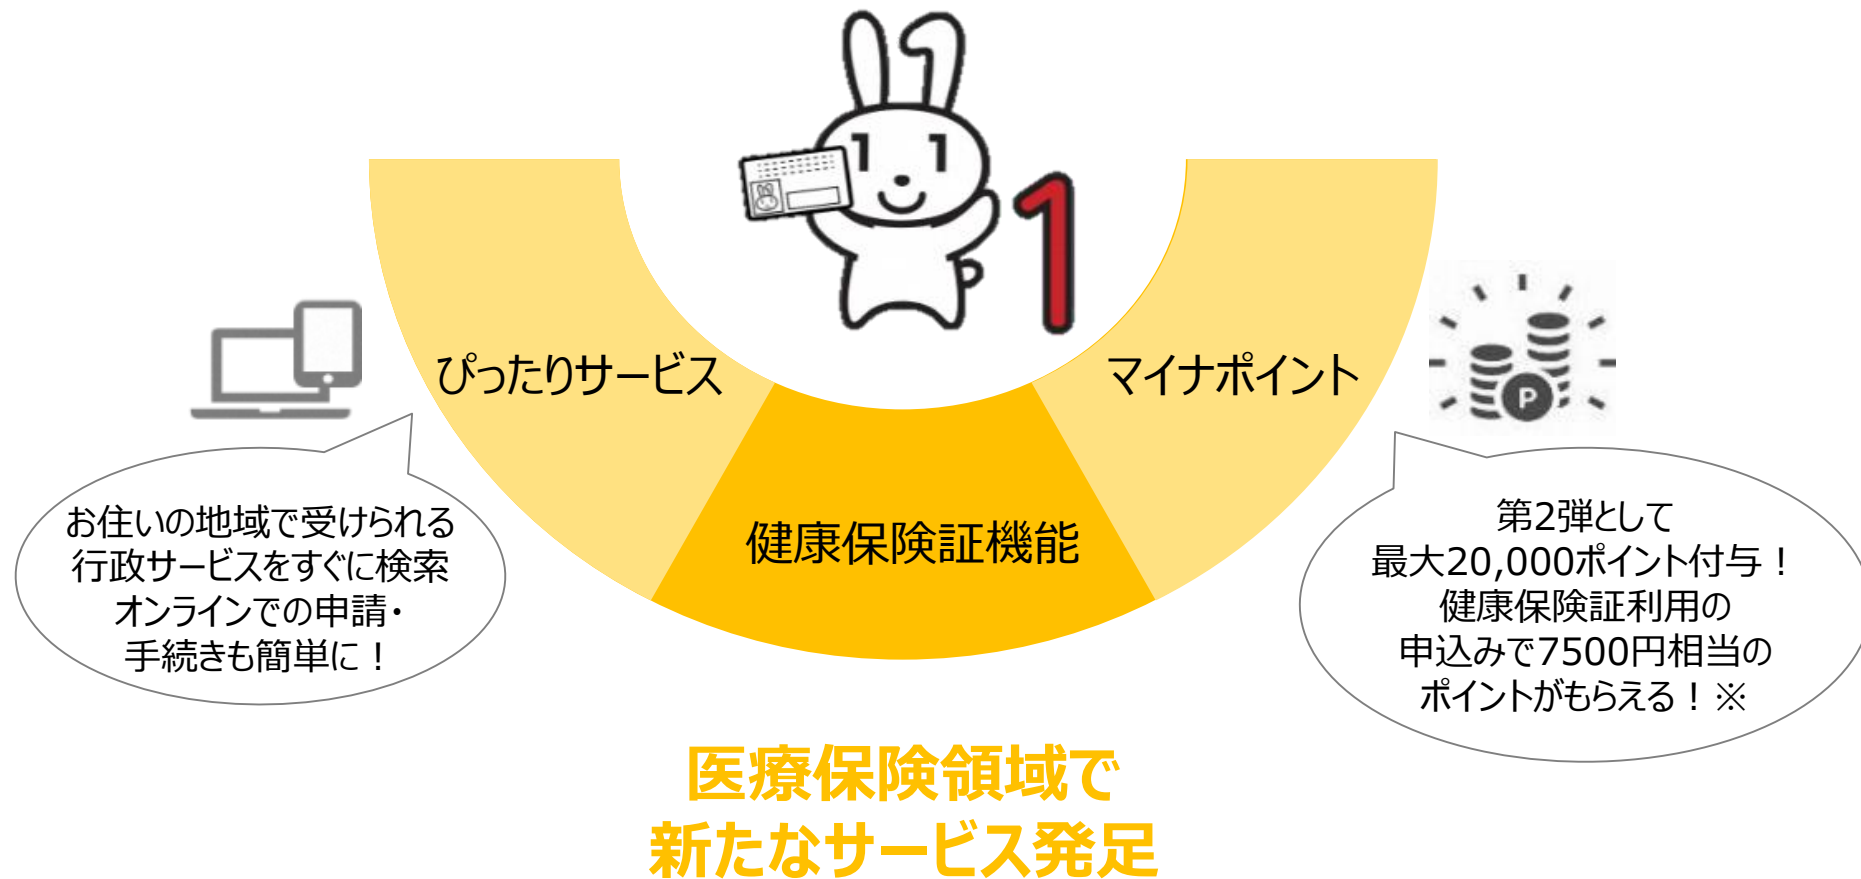 ぴったりサービス
マイナポイント
健康保険証機能
お住いの地域で受けられる
行政サービスをすぐに検索
オンラインでの申請・
手続きも簡単に！
第2弾として
最大20,000ポイント付与！
健康保険証利用の
申込みで7500円相当の
ポイントがもらえる！※
医療保険領域で
新たなサービス発足
1
P